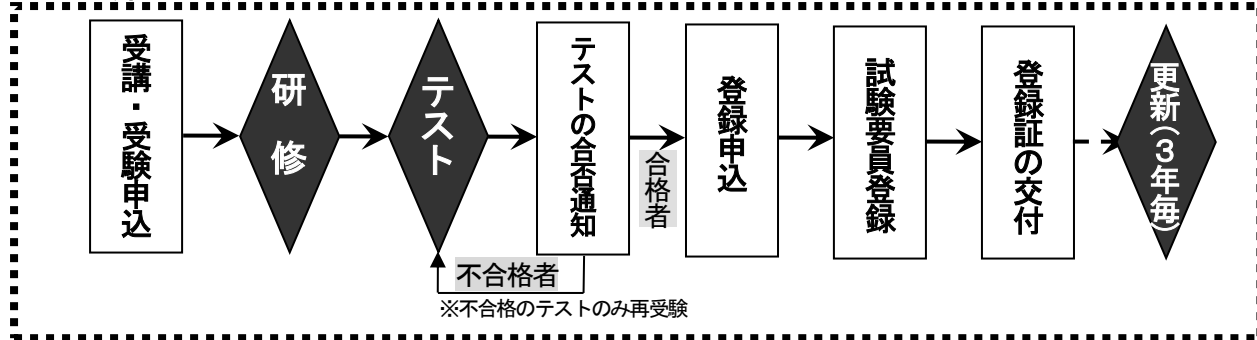 受講・受験申込
研修
テスト
テストの合否通知
合格者
登録申込
試験要員登録
登録証の交付
更新(3年毎)
不合格者
※不合格のテストのみ再受験